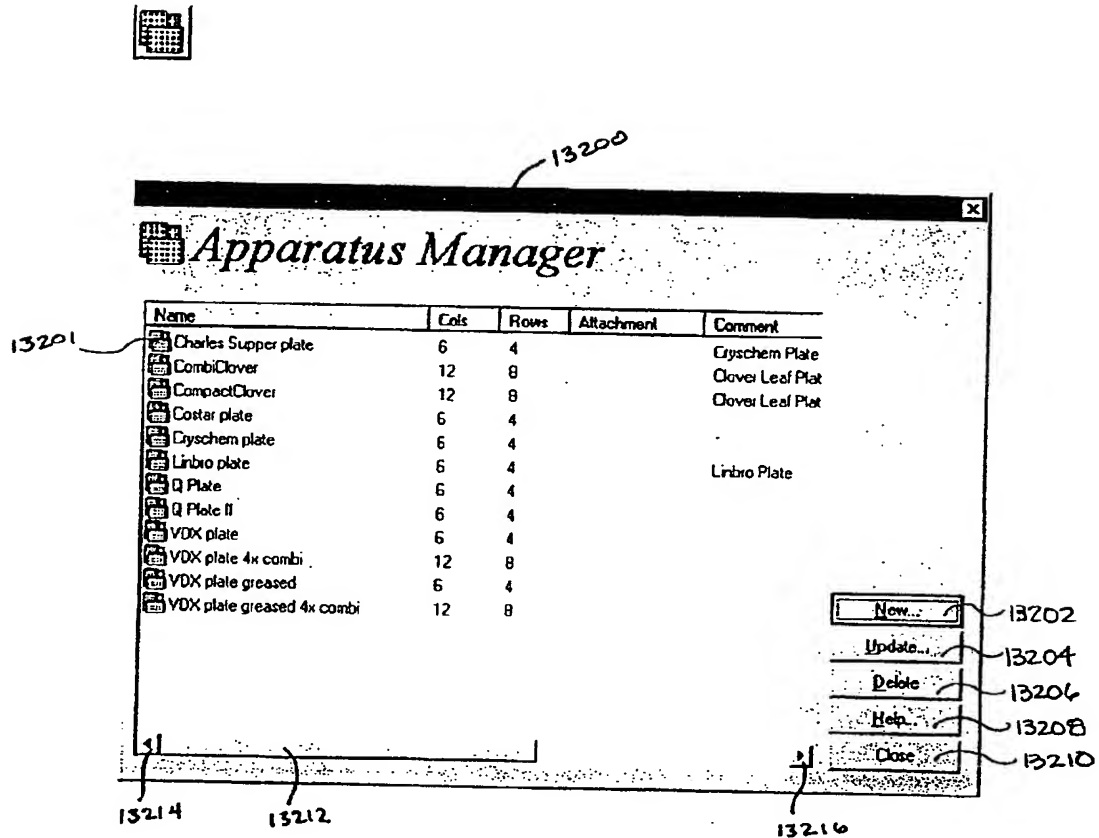 13200
Apparatus Manager
Name Cols Rows Attachment Comment
13201
Charles Supper plate 6 4 Cryschem Plate
CombiClover 12 8 Clover Leaf Plat
CompactClover 12 8 Clover Leaf Plat
Costar plate 6 4
Cryschem plate 6 4
Linbro plate 6 4 Linbro Plate
Q Plate 6 4
Q Plate II 6 4
VDX plate 6 4
VDX plate 4x combi 12 8
VDX plate greased 6 4
VDX plate greased 4x combi 12 8
New... 13202
Update... 13204
Delete 13206
Help... 13208
Close 13210
13214 13212 13216